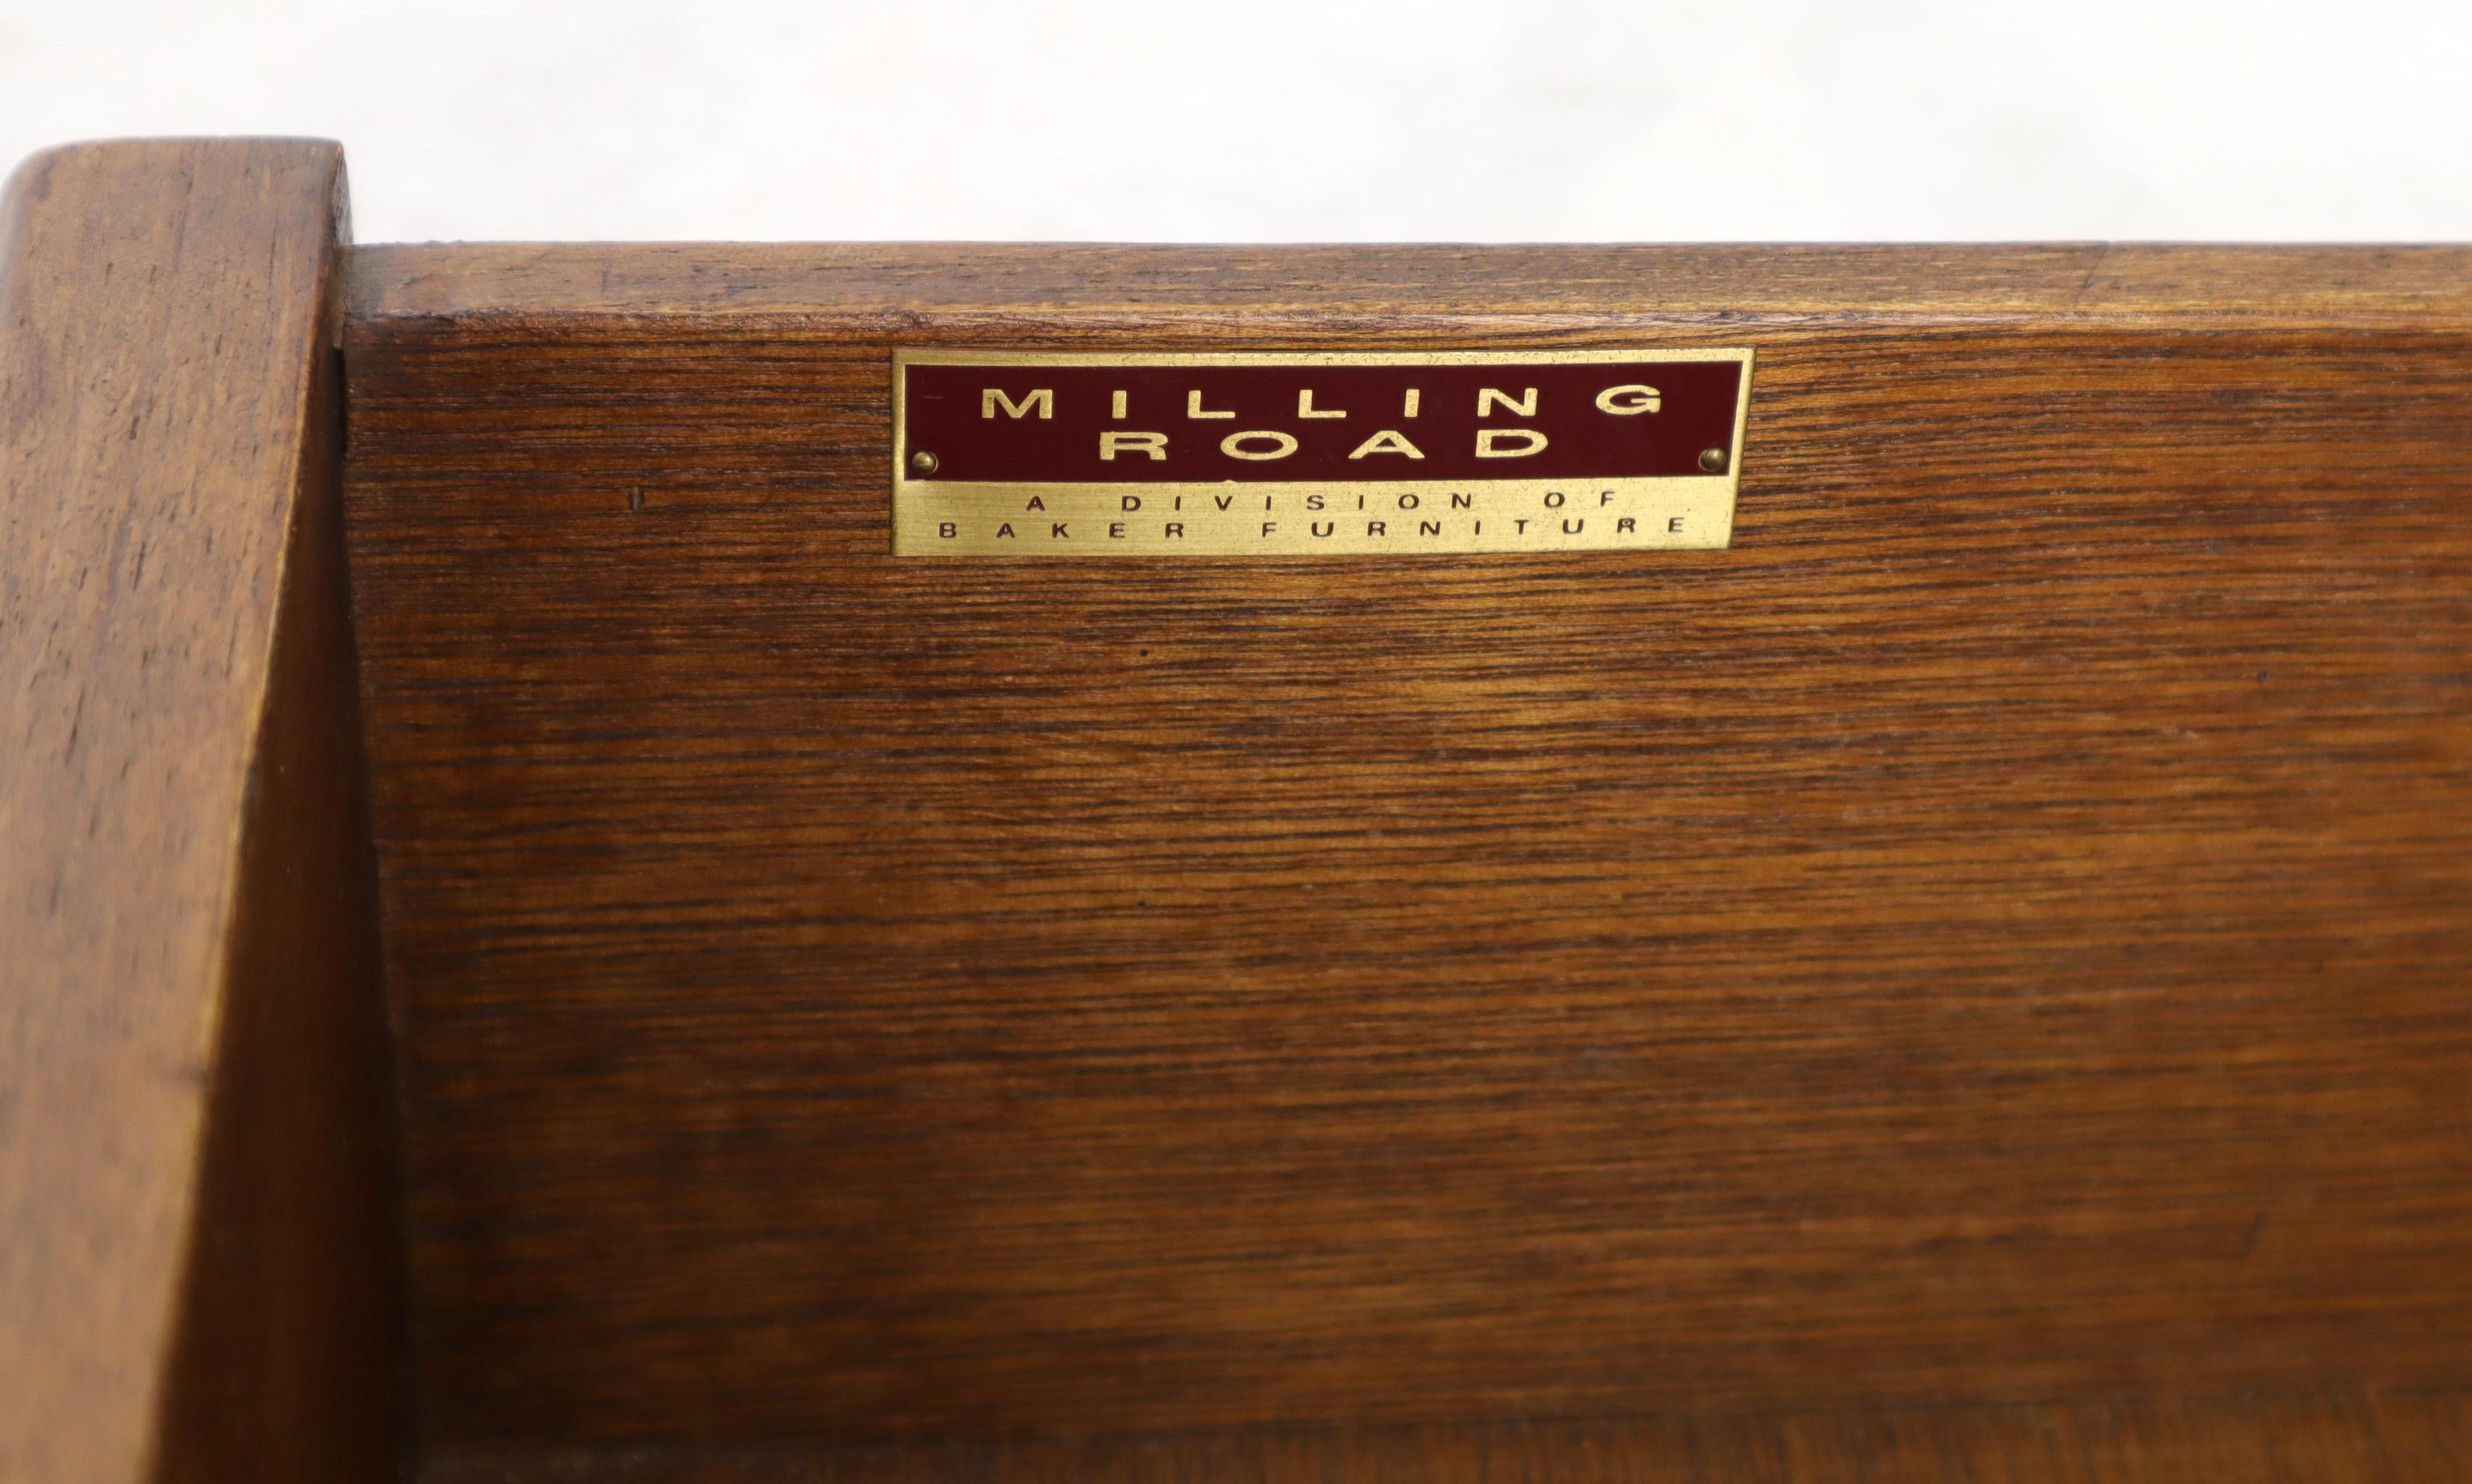 MILLING
ROAD
A DIVISION OF
BAKER FURNITURE